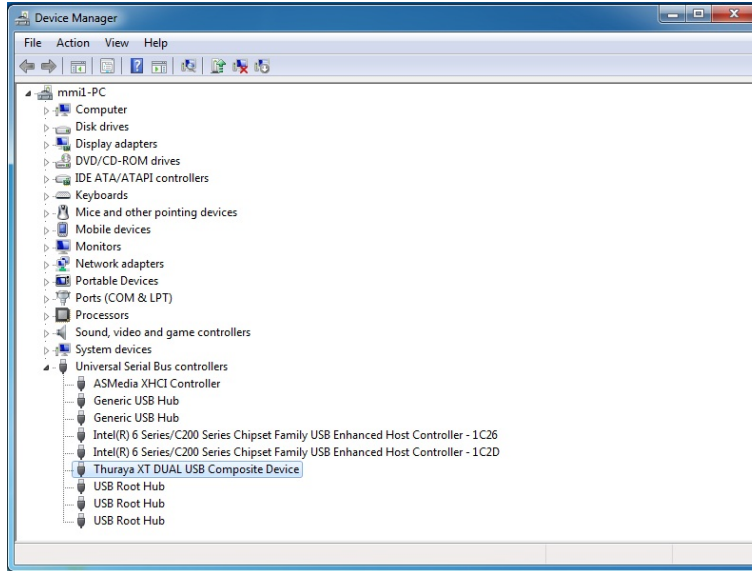 Device Manager
File Action View Help
mmi1-PC
Computer
Disk drives
Display adapters
DVD/CD-ROM drives
IDE ATA/ATAPI controllers
Keyboards
Mice and other pointing devices
Mobile devices
Monitors
Network adapters
Portable Devices
Ports (COM & LPT)
Processors
Sound, video and game controllers
System devices
Universal Serial Bus controllers
ASMedia XHCI Controller
Generic USB Hub
Generic USB Hub
Intel(R) 6 Series/C200 Series Chipset Family USB Enhanced Host Controller - 1C26
Intel(R) 6 Series/C200 Series Chipset Family USB Enhanced Host Controller - 1C2D
Thuraya XT DUAL USB Composite Device
USB Root Hub
USB Root Hub
USB Root Hub